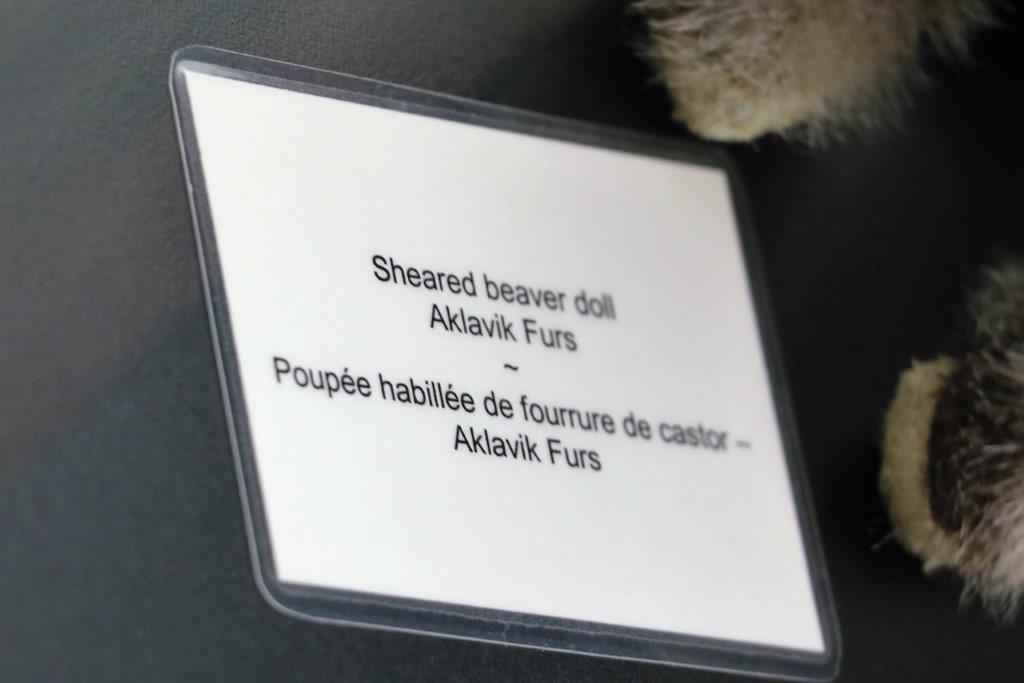 Sheared beaver doll
Aklavik Furs
~
Poupée habillée de fourrure de castor –
Aklavik Furs